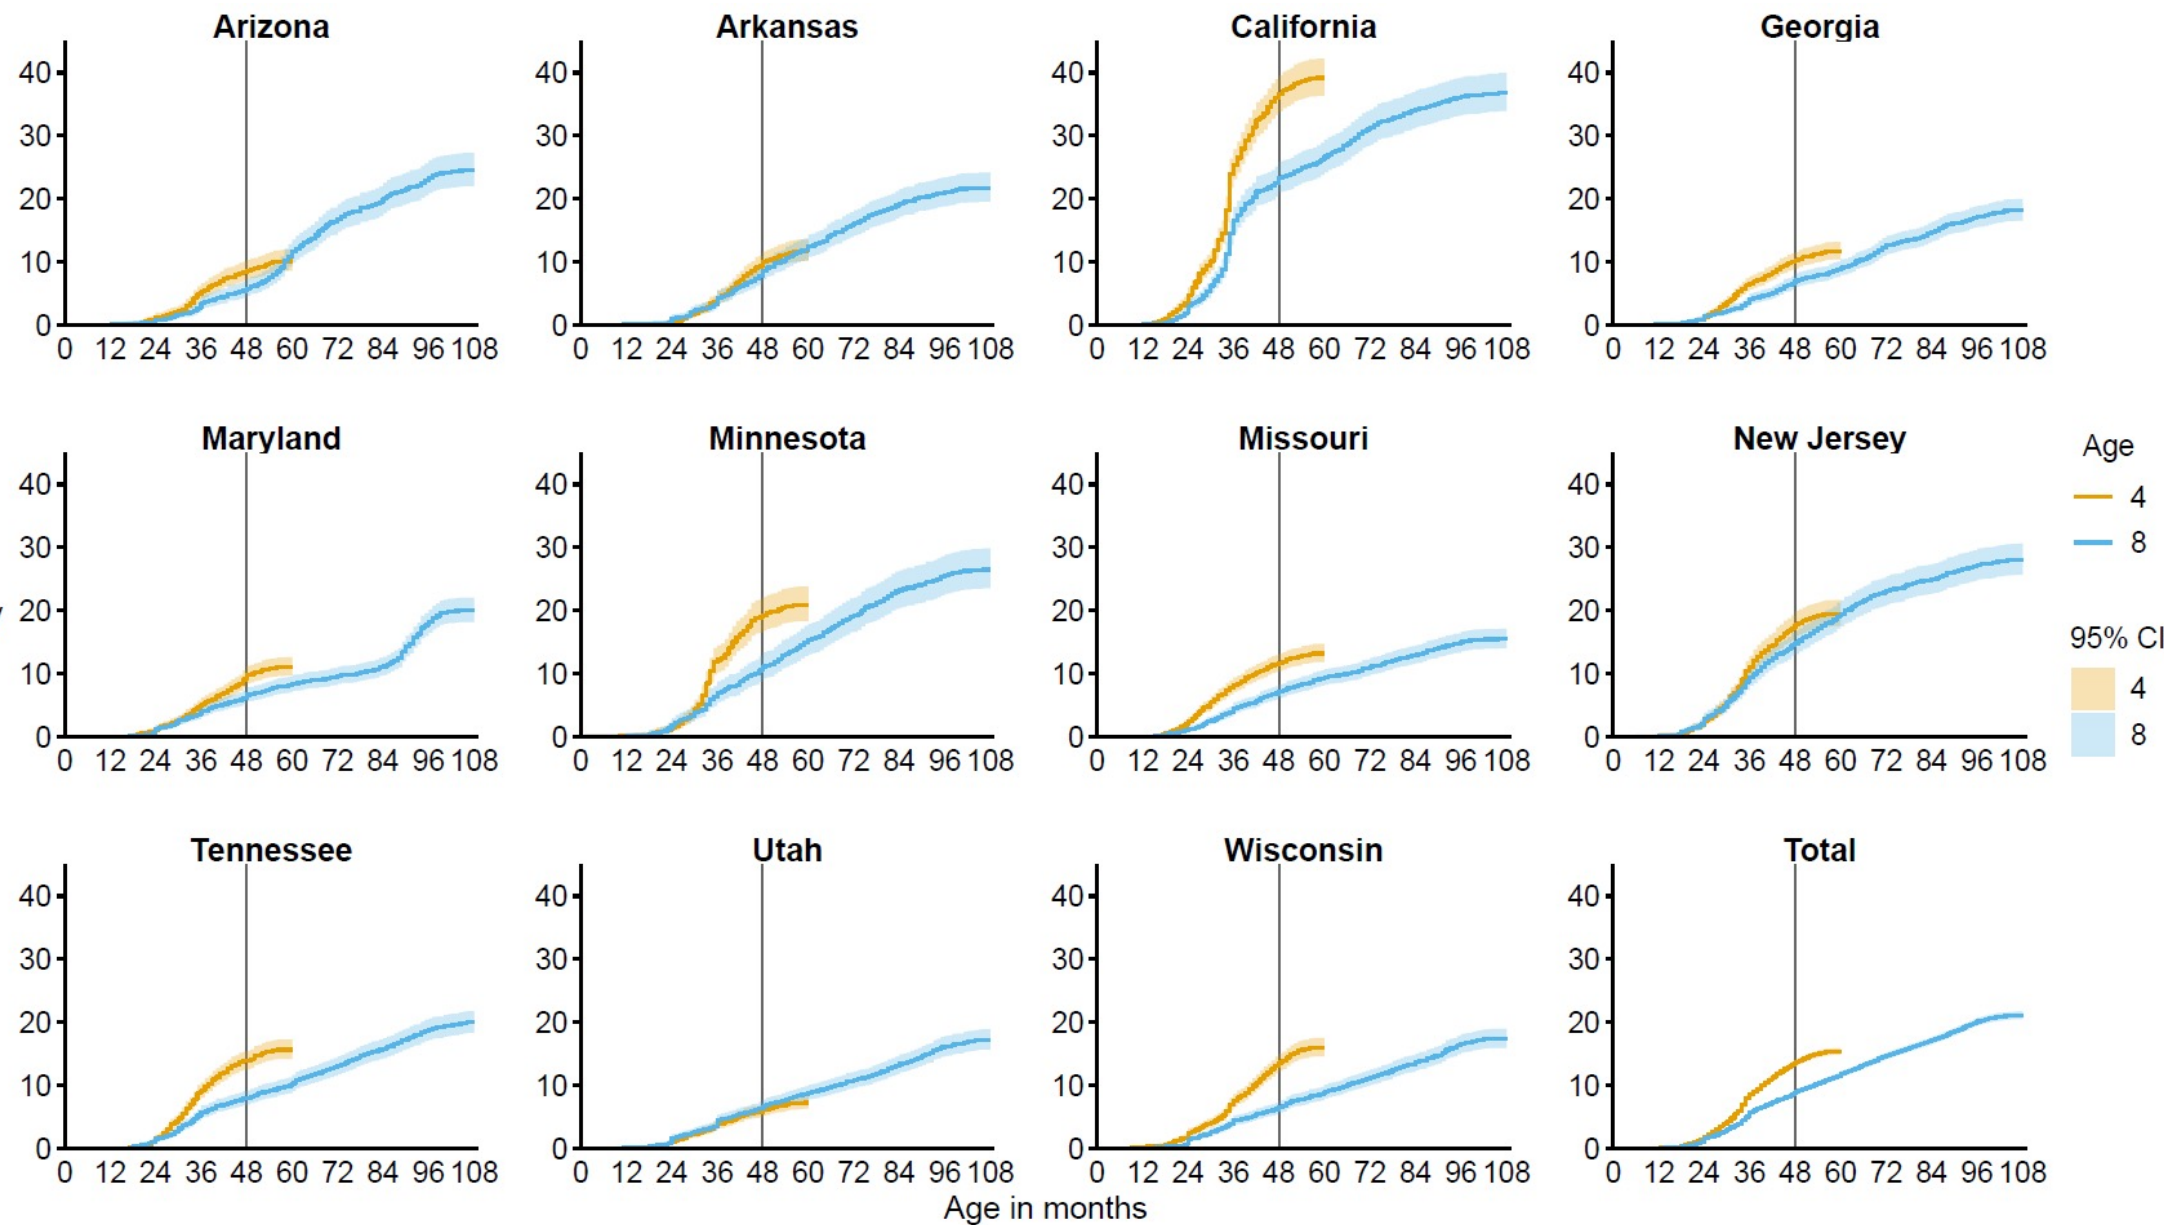 Arizona Arkansas California Georgia
40 40 40 40
30 30 30 30
20 20 20 20
10 10 10 10
0 0 0 0
0 12 24 36 48 60 72 84 96 108 0 12 24 36 48 60 72 84 96 108 0 12 24 36 48 60 72 84 96 108 0 12 24 36 48 60 72 84 96 108
Maryland Minnesota Missouri New Jersey
40 40 40 40
30 30 30 30
20 20 20 20
10 10 10 10
0 0 0 0
0 12 24 36 48 60 72 84 96 108 0 12 24 36 48 60 72 84 96 108 0 12 24 36 48 60 72 84 96 108 0 12 24 36 48 60 72 84 96 108
Age
4
8
95% CI
4
8
Tennessee Utah Wisconsin Total
40 40 40 40
30 30 30 30
20 20 20 20
10 10 10 10
0 0 0 0
0 12 24 36 48 60 72 84 96 108 0 12 24 36 48 60 72 84 96 108 0 12 24 36 48 60 72 84 96 108 0 12 24 36 48 60 72 84 96 108
Age in months